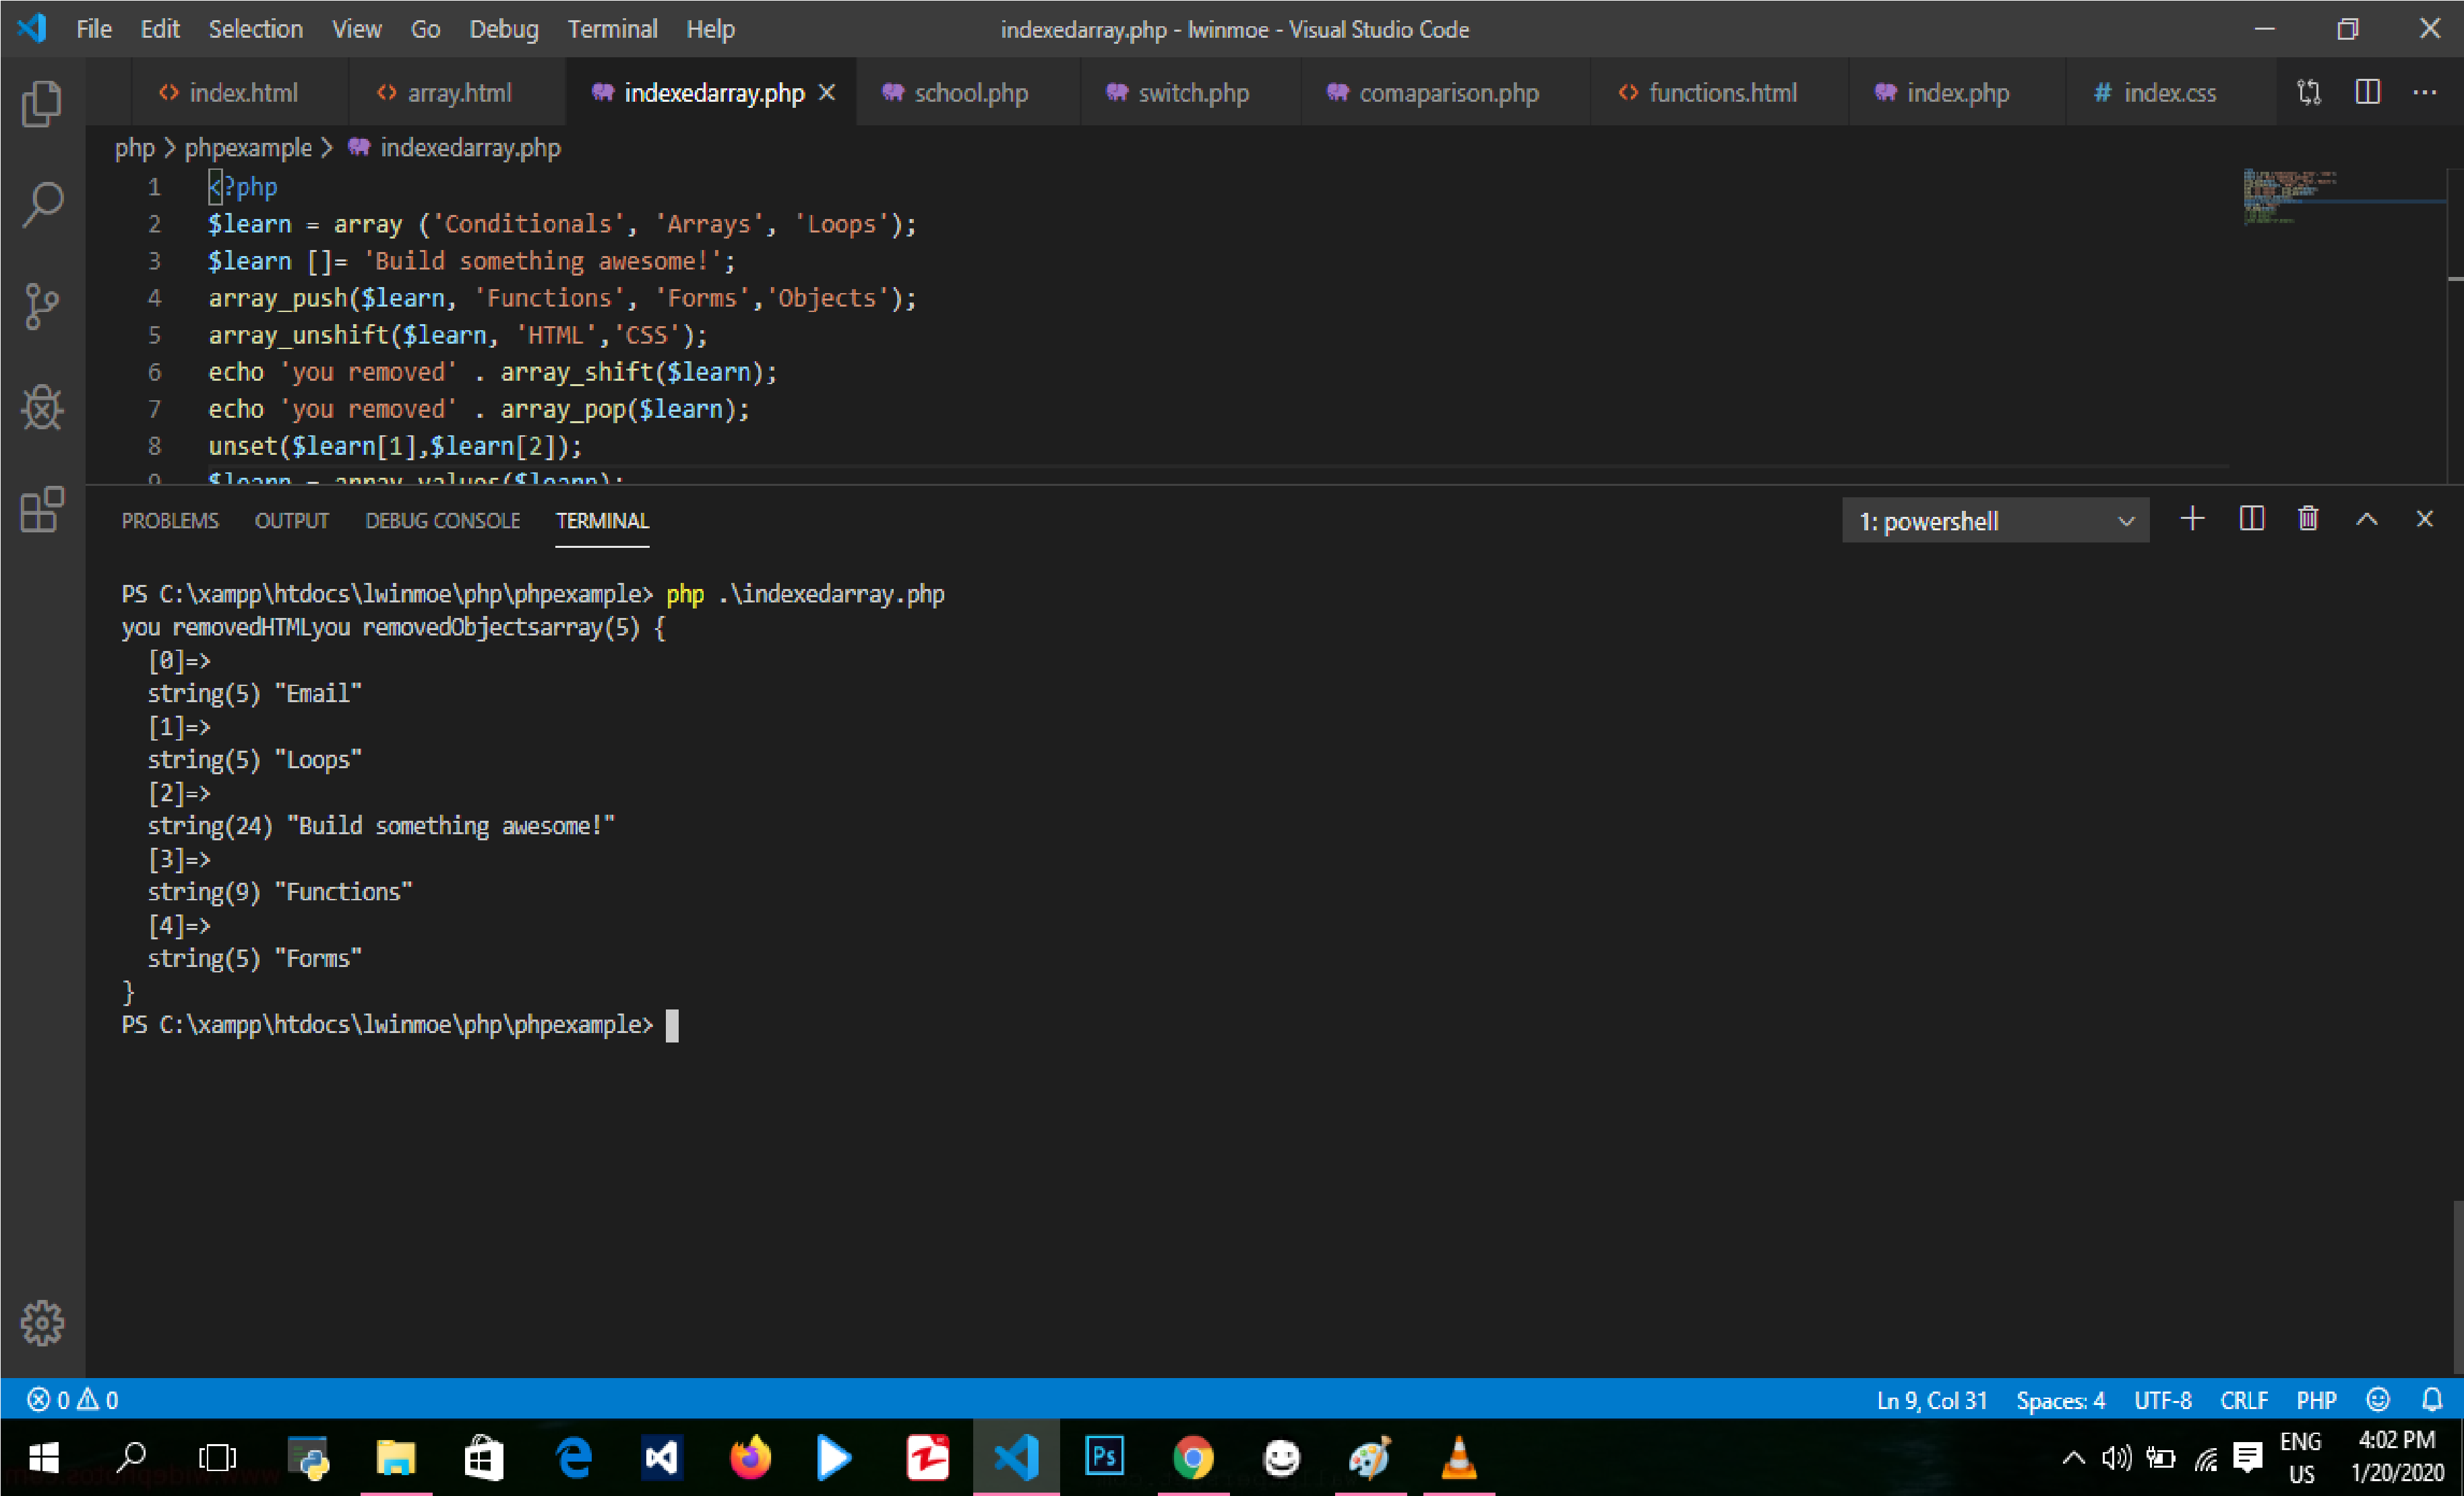 File Edit Selection View Go Debug Terminal Help indexedarray.php - lwinmoe - Visual Studio Code
index.html array.html indexedarray.php school.php switch.php comaparison.php functions.html index.php # index.css
php > phpexample > indexedarray.php
1 <?php
2 $learn = array ('Conditionals', 'Arrays', 'Loops');
3 $learn []= 'Build something awesome!';
4 array_push($learn, 'Functions', 'Forms','Objects');
5 array_unshift($learn, 'HTML','CSS');
6 echo 'you removed' . array_shift($learn);
7 echo 'you removed' . array_pop($learn);
8 unset($learn[1],$learn[2]);
9 $learn = array_values($learn);
PROBLEMS OUTPUT DEBUG CONSOLE TERMINAL 1: powershell
PS C:\xampp\htdocs\lwinmoe\php\phpexample> php .\indexedarray.php
you removedHTMLyou removedObjectsarray(5) {
[0]=>
string(5) "Email"
[1]=>
string(5) "Loops"
[2]=>
string(24) "Build something awesome!"
[3]=>
string(9) "Functions"
[4]=>
string(5) "Forms"
}
PS C:\xampp\htdocs\lwinmoe\php\phpexample>
0 0 Ln 9, Col 31 Spaces: 4 UTF-8 CRLF PHP
Ps
ENG 4:02 PM
US 1/20/2020